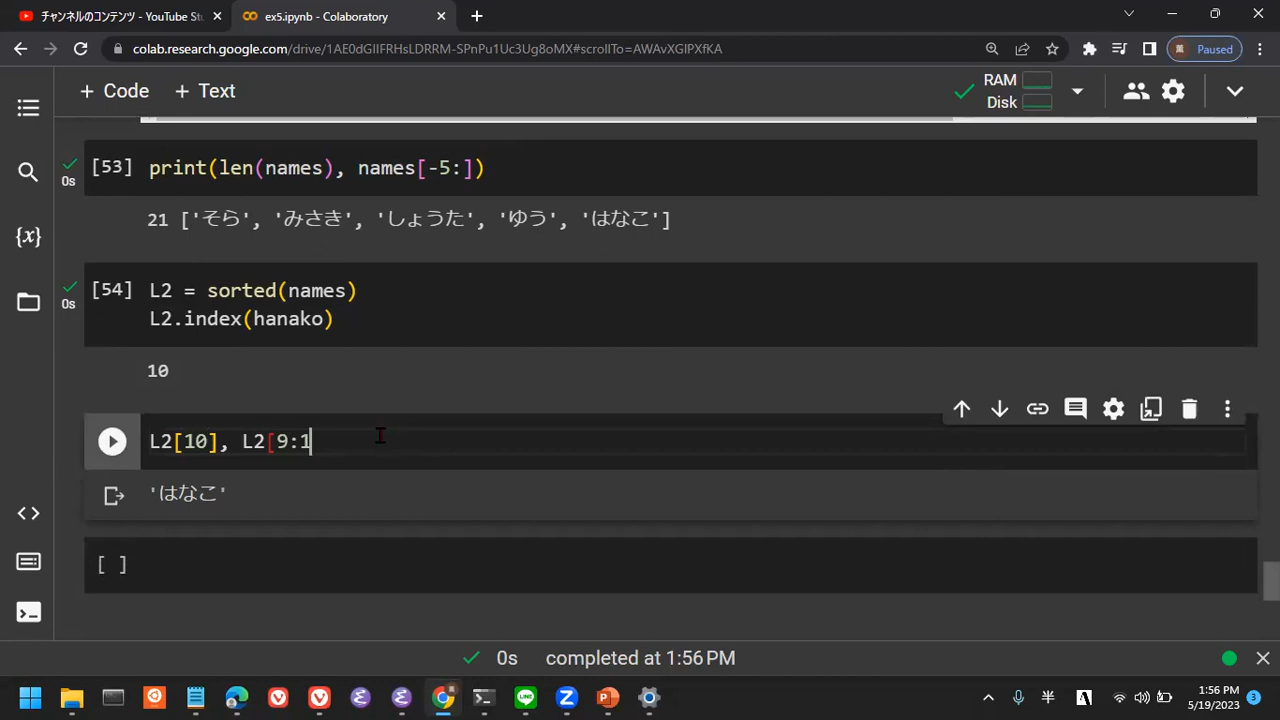 チャンネルのコンテンツ - YouTube St
ex5.ipynb - Colaboratory
colab.research.google.com/drive/1AE0dGIlFRHsLDRRM-SPnPu1Uc3Ug8oMX#scrollTo=AWAvXGlPXfKA
Paused
+ Code + Text
RAM
Disk
[53] print(len(names), names[-5:])
0s
21 ['そら', 'みさき', 'しょうた', 'ゆう', 'はなこ']
[54] L2 = sorted(names)
0s
L2.index(hanako)
10
L2[10], L2[9:1
'はなこ'
[ ]
0s completed at 1:56 PM
半 A
1:56 PM
5/19/2023
3